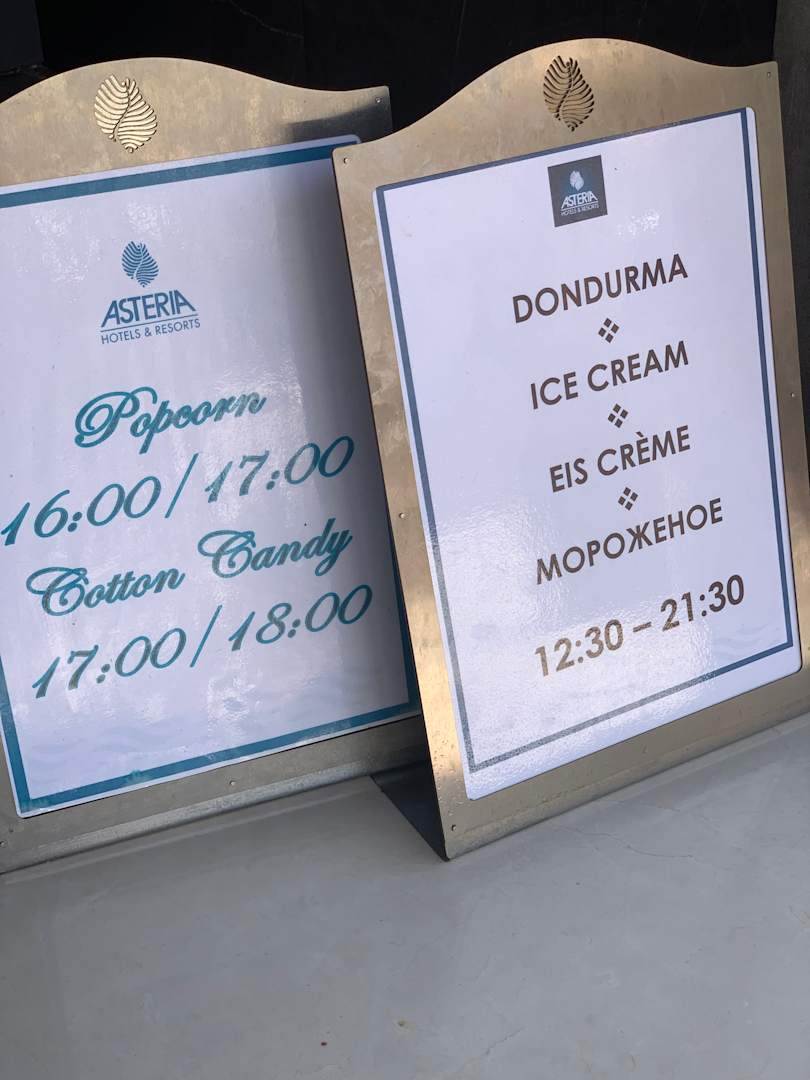 ASTERIA
HOTELS & RESORTS
Popcorn
16:00 / 17:00
Cotton Candy
17:00 / 18:00
ASTERIA
HOTELS & RESORTS
DONDURMA
ICE CREAM
EIS CRÈME
МОРОЖЕНОЕ
12:30 – 21:30